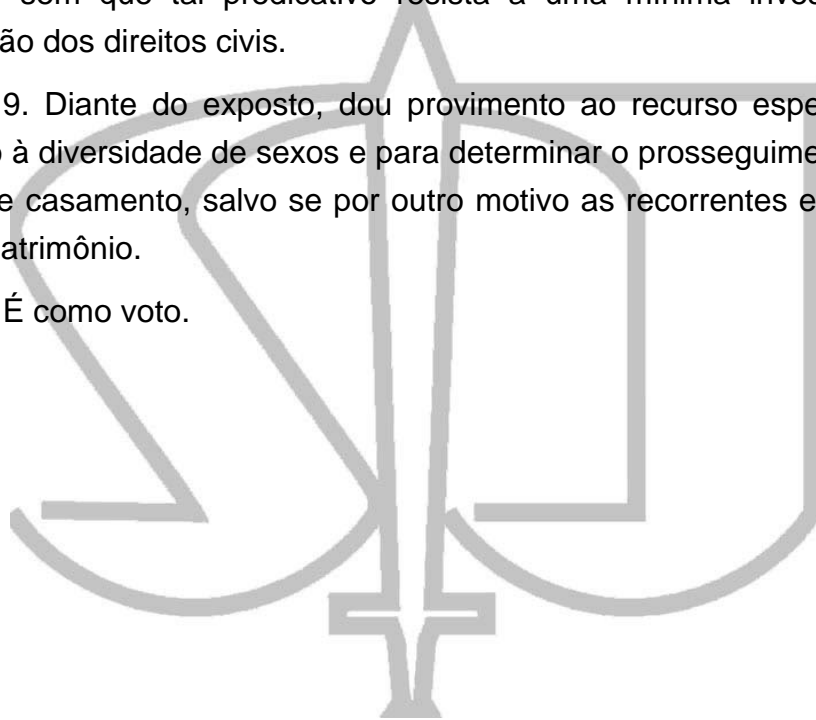 sem que tal predicativo resista a uma mínima inves
ão dos direitos civis.
9. Diante do exposto, dou provimento ao recurso espe
o à diversidade de sexos e para determinar o prosseguime
e casamento, salvo se por outro motivo as recorrentes e
atrimônio.
É como voto.